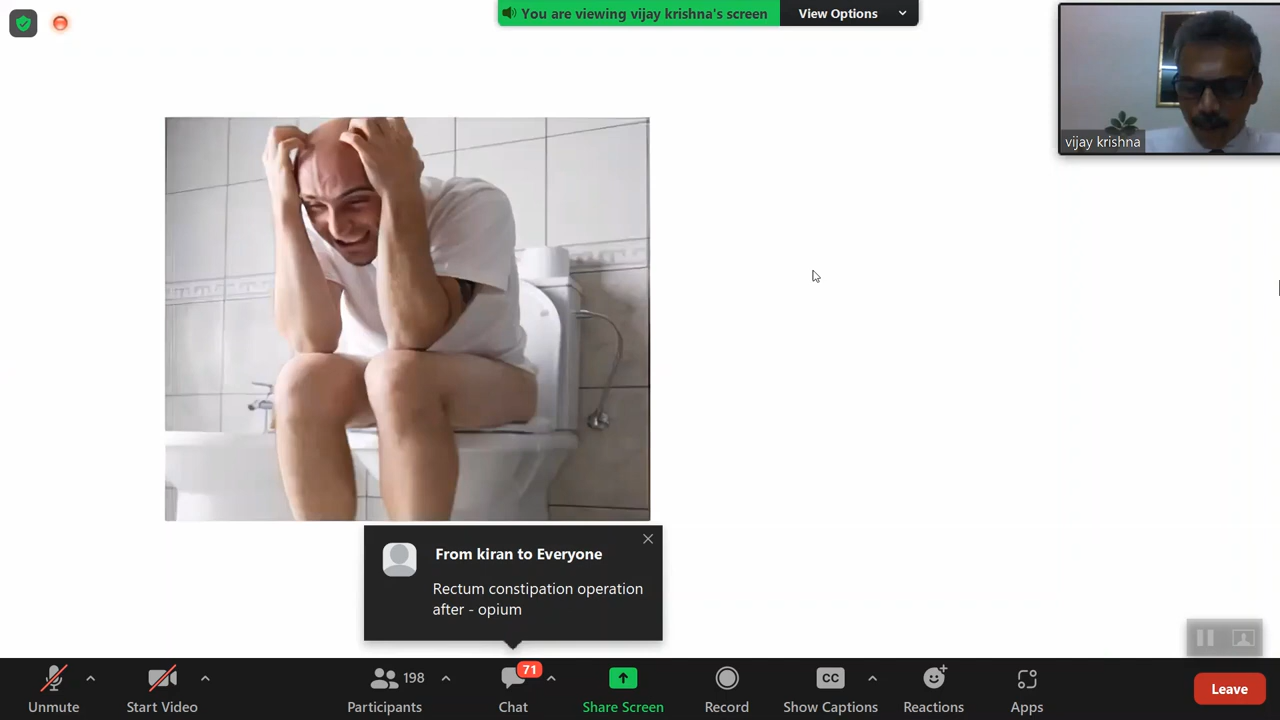 You are viewing vijay krishna's screen
View Options
vijay krishna
From kiran to Everyone
Rectum constipation operation
after - opium
198
71
CC
Unmute
Start Video
Participants
Chat
Share Screen
Record
Show Captions
Reactions
Apps
Leave